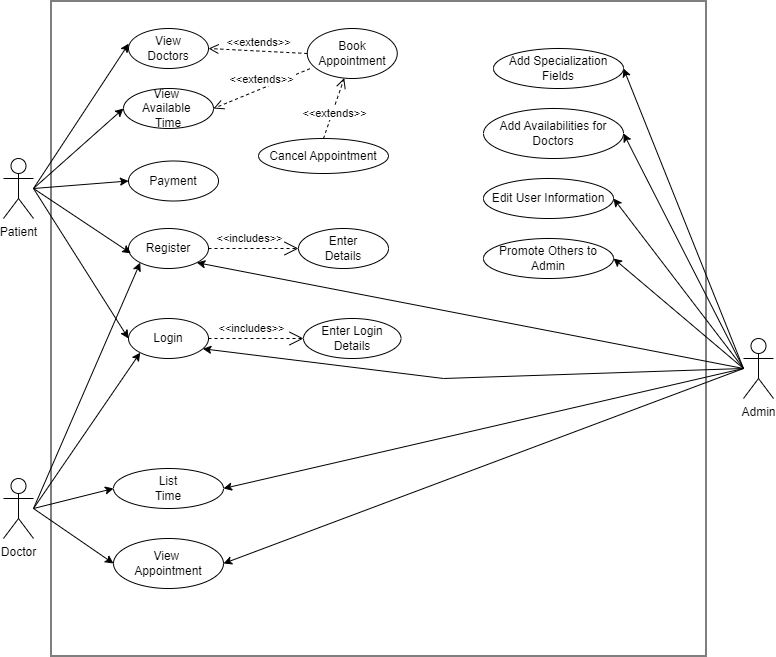 View
Doctors
<<extends>>
Book
Appointment
Add Specialization
Fields
View
Available
Time
<<extends>>
<<extends>>
Add Availabilities for
Doctors
Cancel Appointment
Payment
Edit User Information
Patient
Register
<<includes>>
Enter
Details
Promote Others to
Admin
Login
<<includes>>
Enter Login
Details
Admin
List
Time
Doctor
View
Appointment